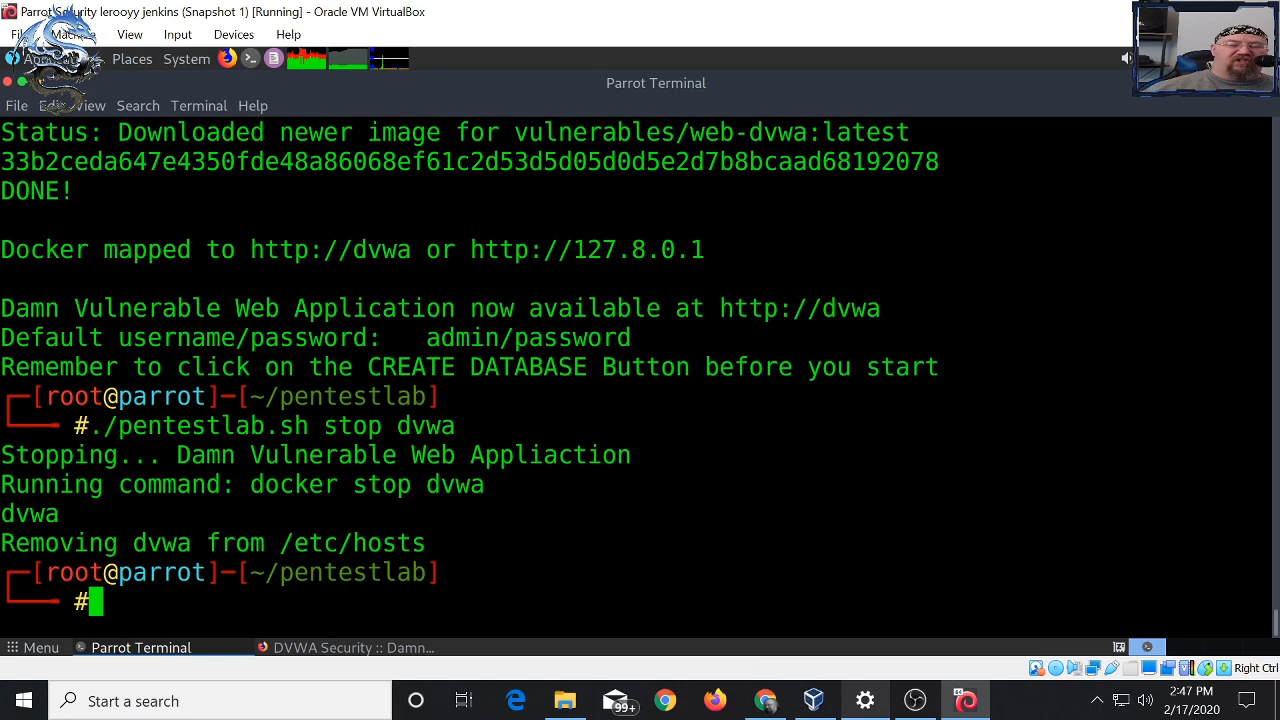 Parrot Security lerooyy jenkins (Snapshot 1) [Running] - Oracle VM VirtualBox
View Input Devices Help
Places System
Parrot Terminal
File Edit View Search Terminal Help
Status: Downloaded newer image for vulnerables/web-dvwa:latest
33b2ceda647e4350fde48a86068ef61c2d53d5d05d0d5e2d7b8bcaad68192078
DONE!
Docker mapped to http://dvwa or http://127.8.0.1
Damn Vulnerable Web Application now available at http://dvwa
Default username/password: admin/password
Remember to click on the CREATE DATABASE Button before you start
[root@parrot]─[~/pentestlab]
#./pentestlab.sh stop dvwa
Stopping... Damn Vulnerable Web Appliaction
Running command: docker stop dvwa
dvwa
Removing dvwa from /etc/hosts
[root@parrot]─[~/pentestlab]
#
Menu Parrot Terminal DVWA Security :: Damn...
Right Ctrl
Search a search
99+
2:47 PM
2/17/2020